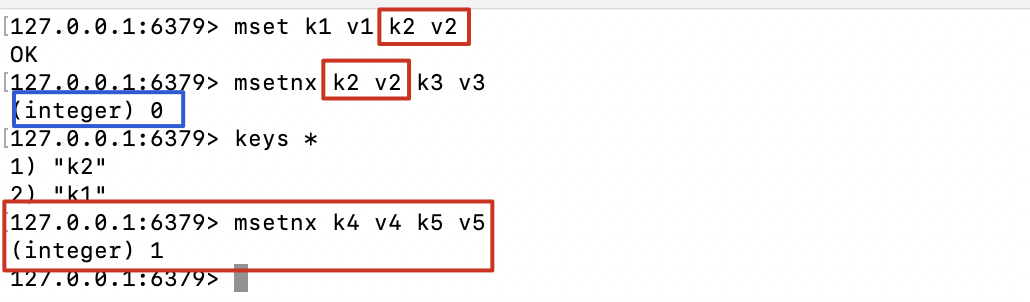 [127.0.0.1:6379> mset k1 v1 k2 v2
OK
[127.0.0.1:6379> msetnx k2 v2 k3 v3
(integer) 0
[127.0.0.1:6379> keys *
1) "k2"
2) "k1"
[127.0.0.1:6379> msetnx k4 v4 k5 v5
(integer) 1
127.0.0.1:6379>